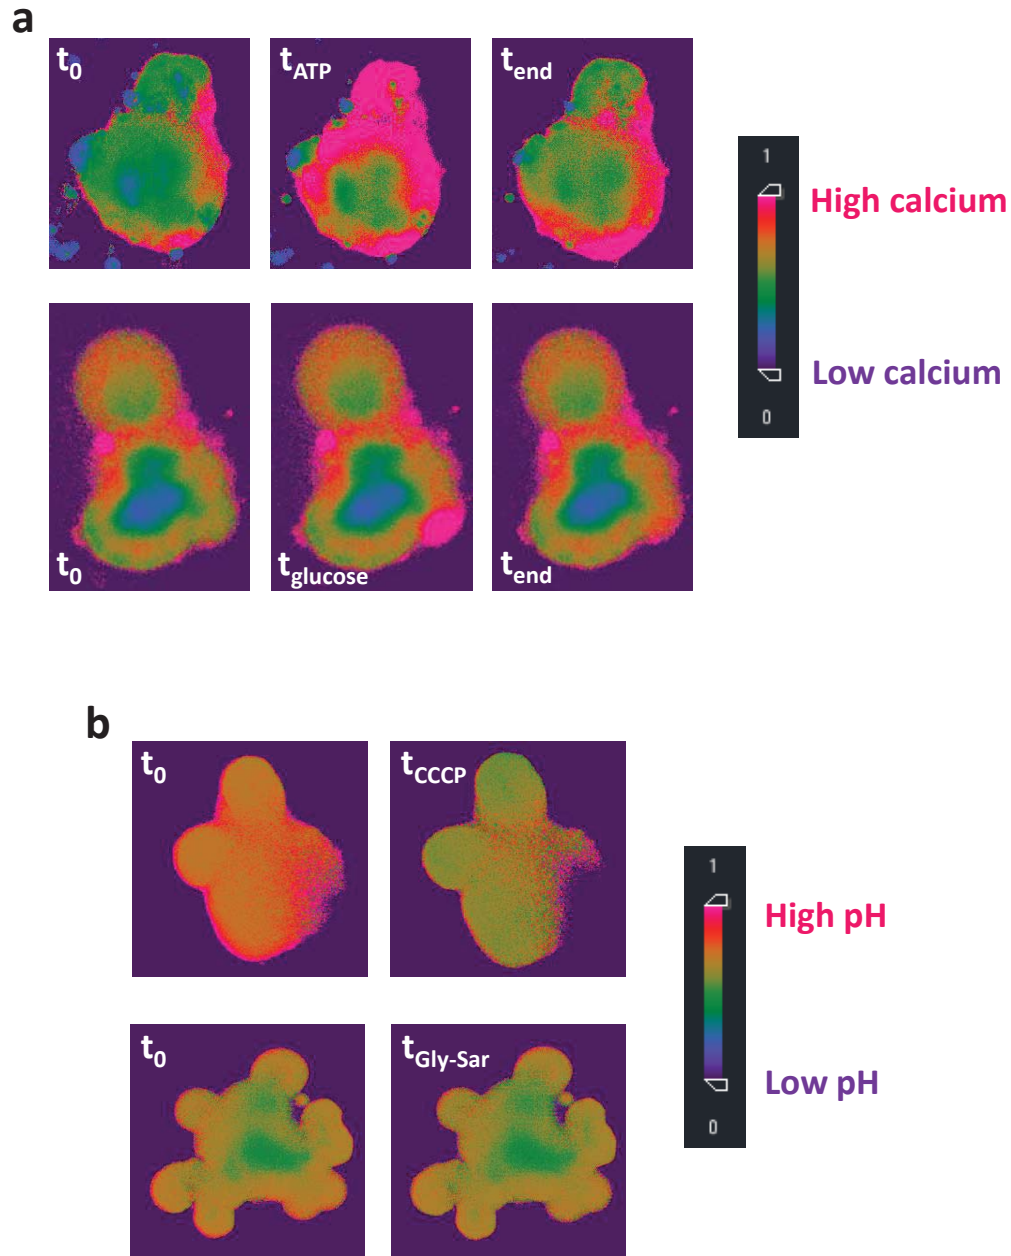 a
t0
tATP
tend
1
High calcium
Low calcium
0
t0
tglucose
tend
b
t0
tCCCP
1
High pH
Low pH
0
t0
tGly-Sar